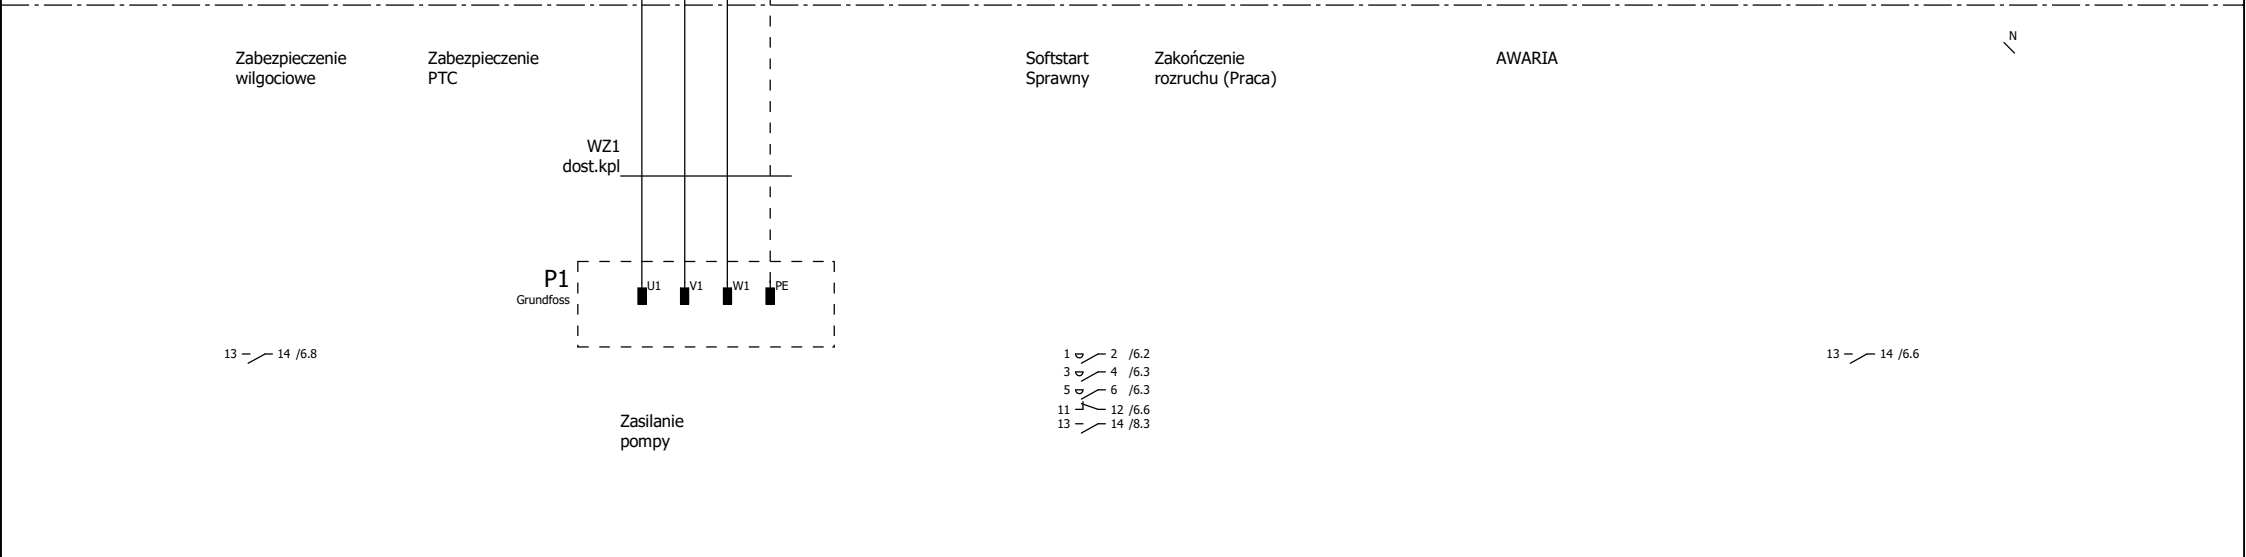 N
Zabezpieczenie
wilgociowe
Zabezpieczenie
PTC
Softstart
Sprawny
Zakończenie
rozruchu (Praca)
AWARIA
WZ1
dost.kpl
P1
Grundfoss
U1 V1 W1 PE
13 14 /6.8
1 2 /6.2
3 4 /6.3
5 6 /6.3
11 12 /6.6
13 14 /8.3
13 14 /6.6
Zasilanie
pompy